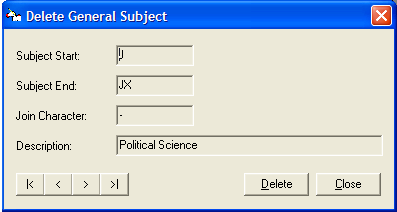 Delete General Subject
Subject Start: J
Subject End: JX
Join Character: -
Description: Political Science
|< < > >| Delete Close